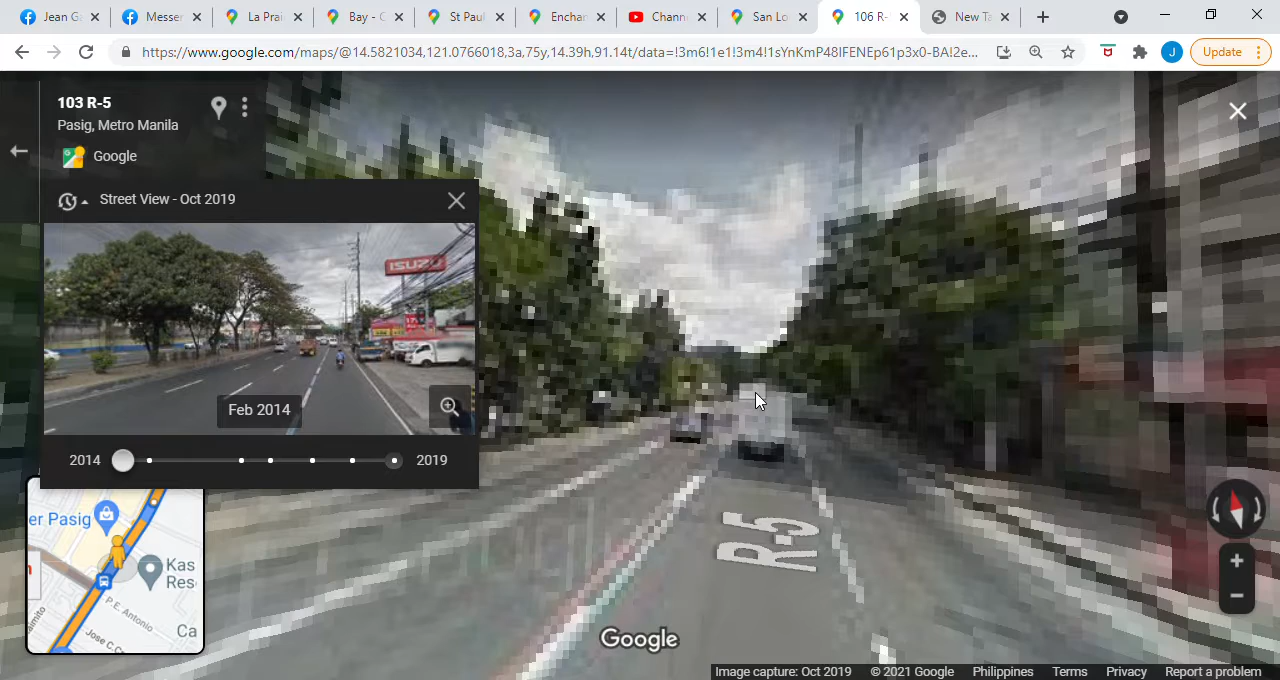 Jean G
Messer
La Prai
Bay - C
St Paul
Enchan
Chann
San Lo
106 R-
New Ta
https://www.google.com/maps/@14.5821034,121.0766018,3a,75y,14.39h,91.14t/data=!3m6!1e1!3m4!1sYnKmP48IFENEp61p3x0-BA!2e...
J
Update
103 R-5
Pasig, Metro Manila
Google
Street View - Oct 2019
ISUZU
Feb 2014
2014
2019
er Pasig
Kas
Res
P.E. Antonio
Jose C. C
Ca
R-5
Google
Image capture: Oct 2019 © 2021 Google Philippines Terms Privacy Report a problem